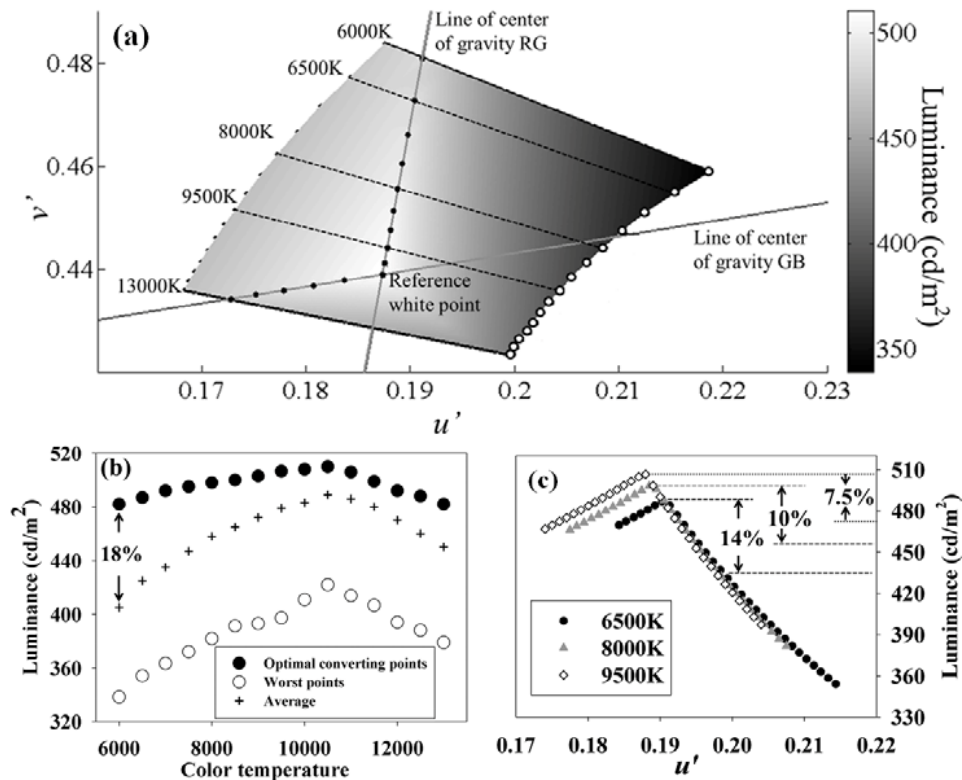 (a)
Line of center
of gravity RG
6000K
6500K
8000K
9500K
13000K
Line of center
of gravity GB
Reference
white point
0.48
0.46
0.44
v'
0.17
0.18
0.19
0.2
0.21
0.22
0.23
u'
500
450
400
350
Luminance (cd/m²)
(b)
520
480
440
400
360
320
Luminance (cd/m²)
18%
Optimal converting points
Worst points
Average
6000
8000
10000
12000
Color temperature
(c)
7.5%
10%
14%
6500K
8000K
9500K
510
480
450
420
390
360
330
Luminance (cd/m²)
0.17
0.18
0.19
0.20
0.21
0.22
u'